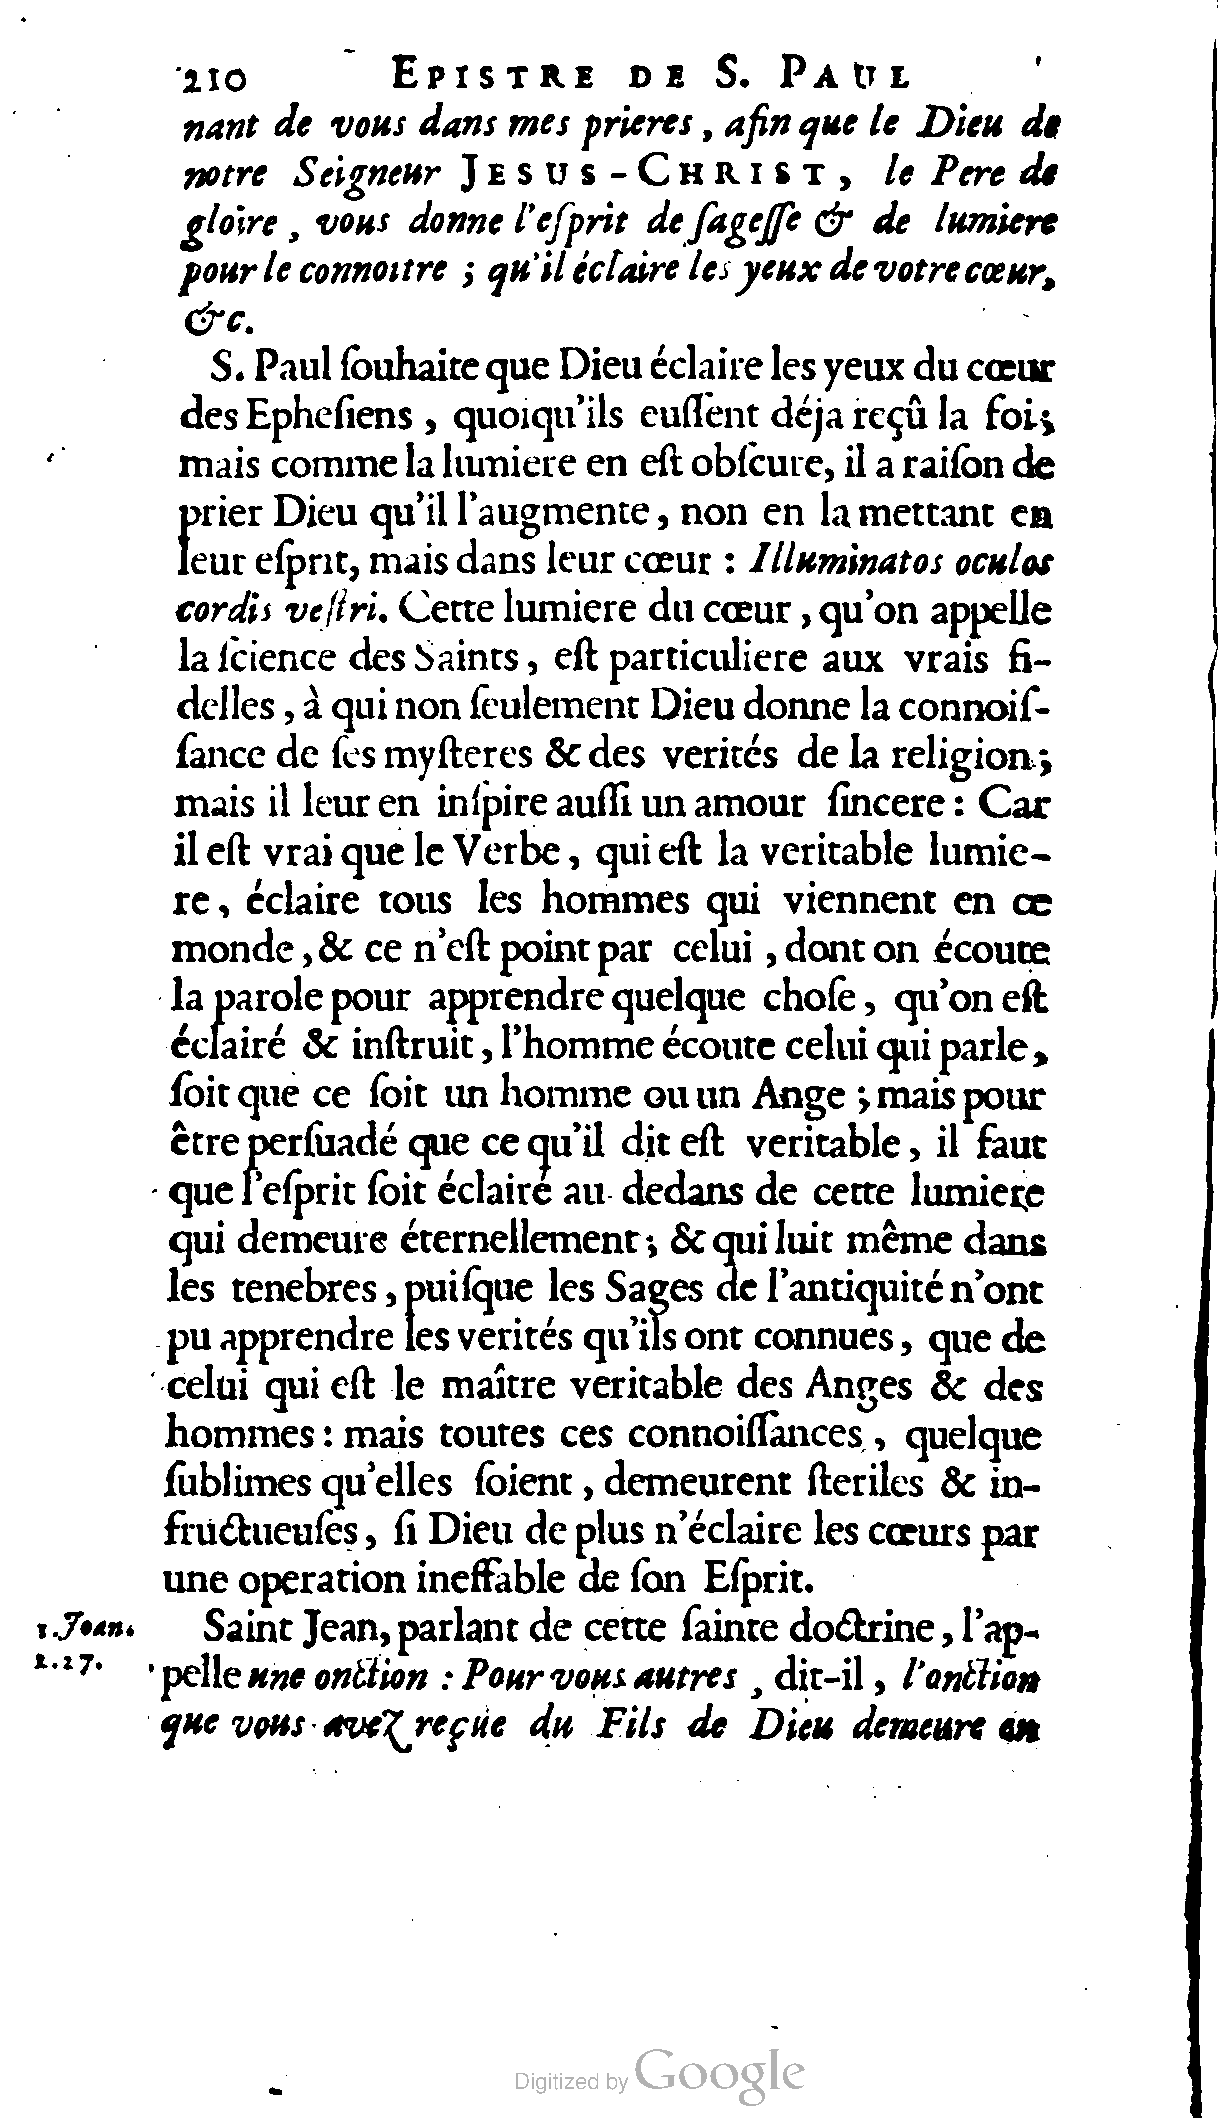 210 EPISTRE DE S. PAUL
nant de vous dans mes prieres, afin que le Dieu de
notre Seigneur JESUS-CHRIST, le Pere de
gloire, vous donne l'eſprit de ſageſſe & de lumiere
pour le connoitre ; qu'il éclaire les yeux de votre cœur,
&c.
S. Paul ſouhaite que Dieu éclaire les yeux du cœur
des Epheſiens, quoiqu'ils euſſent déja reçû la foi;
mais comme la lumiere en eſt obſcure, il a raiſon de
prier Dieu qu'il l'augmente, non en la mettant en
leur eſprit, mais dans leur cœur : Illuminatos oculos
cordis veſtri. Cette lumiere du cœur, qu'on appelle
la ſcience des Saints, eſt particuliere aux vrais fi-
delles, à qui non ſeulement Dieu donne la connoiſ-
ſance de ſes myſteres & des verités de la religion;
mais il leur en inſpire auſſi un amour ſincere : Car
il eſt vrai que le Verbe, qui eſt la veritable lumie-
re, éclaire tous les hommes qui viennent en ce
monde, & ce n'eſt point par celui, dont on écoute
la parole pour apprendre quelque choſe, qu'on eſt
éclairé & inſtruit, l'homme écoute celui qui parle,
ſoit que ce ſoit un homme ou un Ange ; mais pour
être perſuadé que ce qu'il dit eſt veritable, il faut
que l'eſprit ſoit éclairé au dedans de cette lumiere
qui demeure éternellement; & qui luit même dans
les tenebres, puiſque les Sages de l'antiquité n'ont
pu apprendre les verités qu'ils ont connues, que de
celui qui eſt le maître veritable des Anges & des
hommes : mais toutes ces connoiſſances, quelque
ſublimes qu'elles ſoient, demeurent ſteriles & in-
fructueuſes, ſi Dieu de plus n'éclaire les cœurs par
une operation ineffable de ſon Eſprit.
1. Joan. Saint Jean, parlant de cette ſainte doctrine, l'ap-
2. 27. pelle une onction : Pour vous autres, dit-il, l'onction
que vous avez reçue du Fils de Dieu demeure en
Digitized by Google